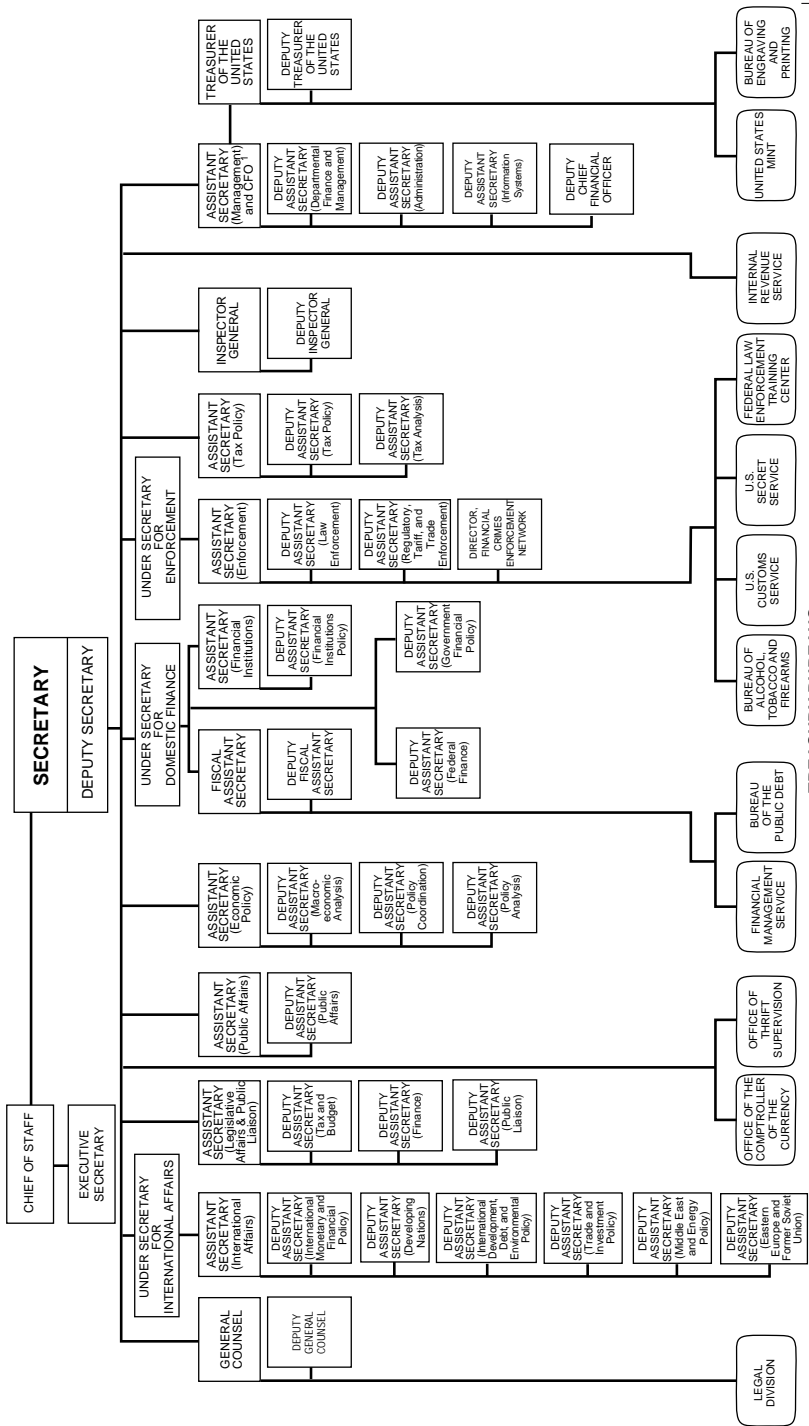 SECRETARY
DEPUTY SECRETARY
CHIEF OF STAFF
EXECUTIVE
SECRETARY
UNDER SECRETARY
FOR
INTERNATIONAL AFFAIRS
UNDER SECRETARY
FOR
DOMESTIC FINANCE
UNDER SECRETARY
FOR
ENFORCEMENT
GENERAL
COUNSEL
DEPUTY
GENERAL
COUNSEL
LEGAL
DIVISION
ASSISTANT
SECRETARY
(International
Affairs)
DEPUTY
ASSISTANT
SECRETARY
(International
Monetary and
Financial
Policy)
DEPUTY
ASSISTANT
SECRETARY
(Developing
Nations)
DEPUTY
ASSISTANT
SECRETARY
(International
Development,
Debt, and
Environmental
Policy)
DEPUTY
ASSISTANT
SECRETARY
(Trade and
Investment
Policy)
DEPUTY
ASSISTANT
SECRETARY
(Middle East
and Energy
Policy)
DEPUTY
ASSISTANT
SECRETARY
(Eastern
Europe and
Former Soviet
Union)
ASSISTANT
SECRETARY
(Legislative
Affairs & Public
Liaison)
DEPUTY
ASSISTANT
SECRETARY
(Tax and
Budget)
DEPUTY
ASSISTANT
SECRETARY
(Finance)
DEPUTY
ASSISTANT
SECRETARY
(Public
Liaison)
OFFICE OF THE
COMPTROLLER
OF THE
CURRENCY
OFFICE OF
THRIFT
SUPERVISION
ASSISTANT
SECRETARY
(Public Affairs)
DEPUTY
ASSISTANT
SECRETARY
(Public
Affairs)
ASSISTANT
SECRETARY
(Economic
Policy)
DEPUTY
ASSISTANT
SECRETARY
(Macro-
economic
Analysis)
DEPUTY
ASSISTANT
SECRETARY
(Policy
Coordination)
DEPUTY
ASSISTANT
SECRETARY
(Policy
Analysis)
FISCAL
ASSISTANT
SECRETARY
DEPUTY
FISCAL
ASSISTANT
SECRETARY
DEPUTY
ASSISTANT
SECRETARY
(Federal
Finance)
FINANCIAL
MANAGEMENT
SERVICE
BUREAU
OF THE
PUBLIC DEBT
ASSISTANT
SECRETARY
(Financial
Institutions)
DEPUTY
ASSISTANT
SECRETARY
(Financial
Institutions
Policy)
DEPUTY
ASSISTANT
SECRETARY
(Government
Financial
Policy)
ASSISTANT
SECRETARY
(Enforcement)
DEPUTY
ASSISTANT
SECRETARY
(Law
Enforcement)
DEPUTY
ASSISTANT
SECRETARY
(Regulatory,
Tariff, and
Trade
Enforcement)
DIRECTOR,
FINANCIAL
CRIMES
ENFORCEMENT
NETWORK
BUREAU OF
ALCOHOL,
TOBACCO AND
FIREARMS
U.S.
CUSTOMS
SERVICE
U.S.
SECRET
SERVICE
FEDERAL LAW
ENFORCEMENT
TRAINING
CENTER
ASSISTANT
SECRETARY
(Tax Policy)
DEPUTY
ASSISTANT
SECRETARY
(Tax Policy)
DEPUTY
ASSISTANT
SECRETARY
(Tax Analysis)
INSPECTOR
GENERAL
DEPUTY
INSPECTOR
GENERAL
INTERNAL
REVENUE
SERVICE
ASSISTANT
SECRETARY
(Management)
and CFO 1
DEPUTY
ASSISTANT
SECRETARY
(Departmental
Finance and
Management)
DEPUTY
ASSISTANT
SECRETARY
(Administration)
DEPUTY
ASSISTANT
SECRETARY
(Information
Systems)
DEPUTY
CHIEF
FINANCIAL
OFFICER
TREASURER
OF THE
UNITED
STATES
DEPUTY
TREASURER
OF THE
UNITED
STATES
UNITED STATES
MINT
BUREAU OF
ENGRAVING
AND
PRINTING